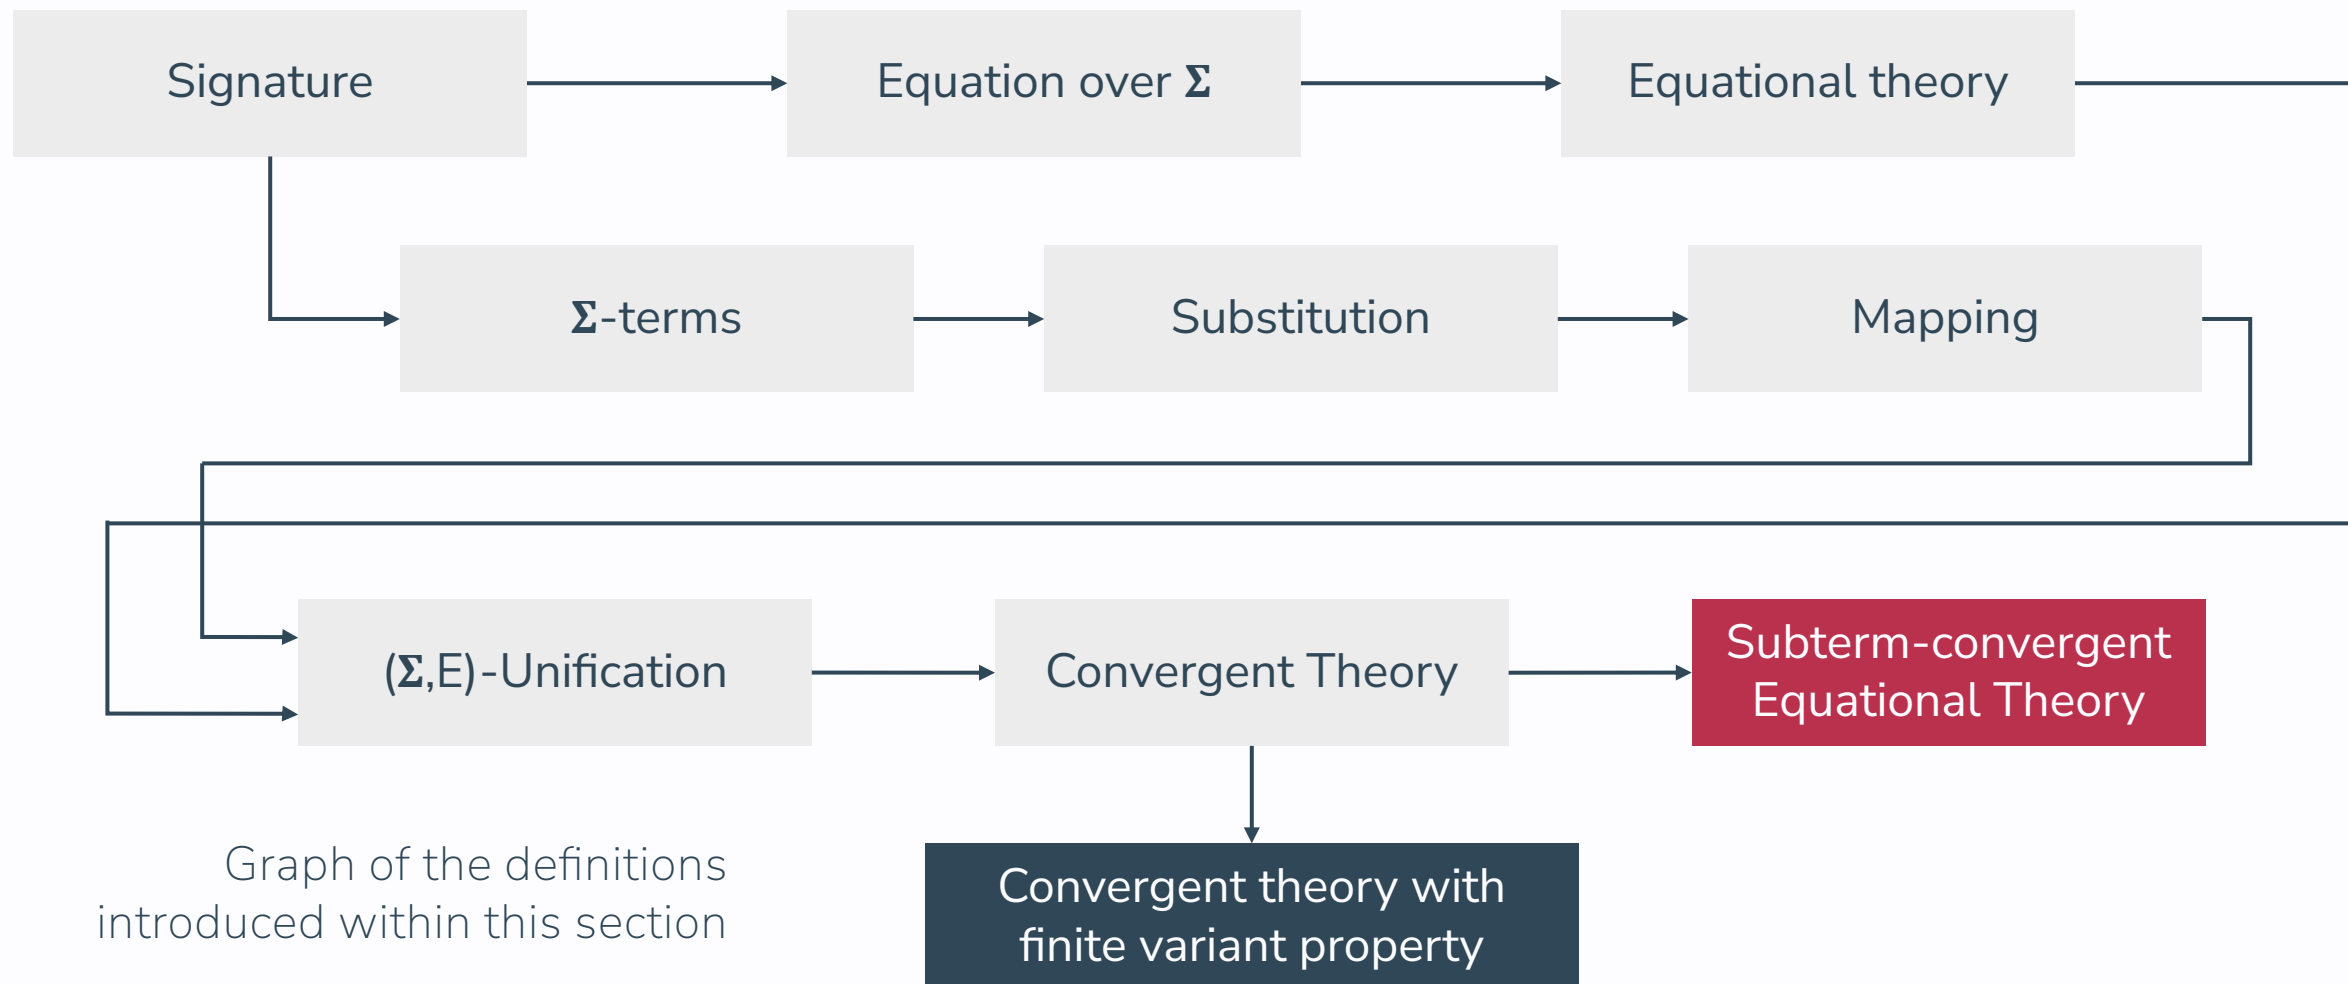 Signature
Equation over Σ
Equational theory
Σ-terms
Substitution
Mapping
(Σ,E)-Unification
Convergent Theory
Subterm-convergent
Equational Theory
Graph of the definitions
introduced within this section
Convergent theory with
finite variant property